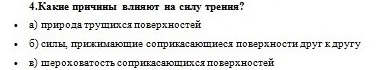 4.Какие причины влияют на силу трения?
• а) природа трущихся поверхностей
• б) силы, прижимающие соприкасающиеся поверхности друг к другу
• в) шероховатость соприкасающихся поверхностей